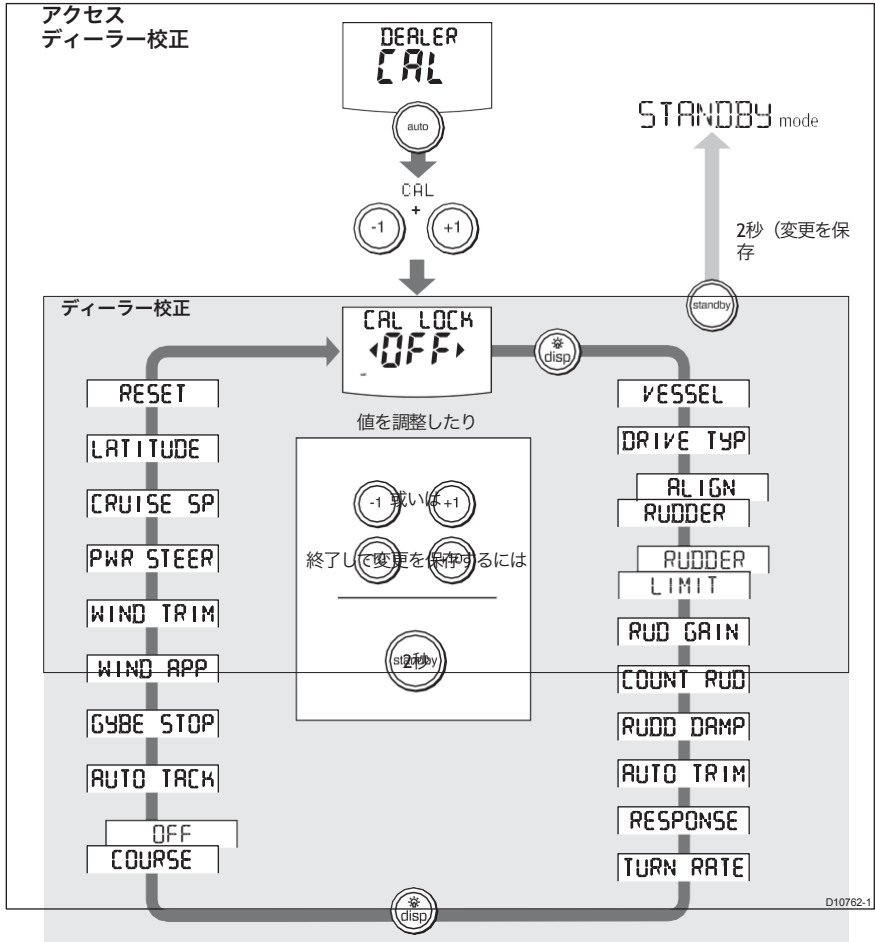 アクセス
ディーラー校正
DEALER
CAL
auto
CAL
+
-1
+1
STANDBY mode
2秒（変更を保
存
standby
ディーラー校正
CAL LOCK
OFF
disp
RESET
LATITUDE
CRUISE SP
PWR STEER
WIND TRIM
WIND APP
GYBE STOP
AUTO TACK
OFF
COURSE
値を調整したり
-1
或いは
+1
終了して変更を保存するには
standby
2秒
VESSEL
DRIVE TYP
ALIGN
RUDDER
RUDDER
LIMIT
RUD GAIN
COUNT RUD
RUDD DAMP
AUTO TRIM
RESPONSE
TURN RATE
disp
D10762-1